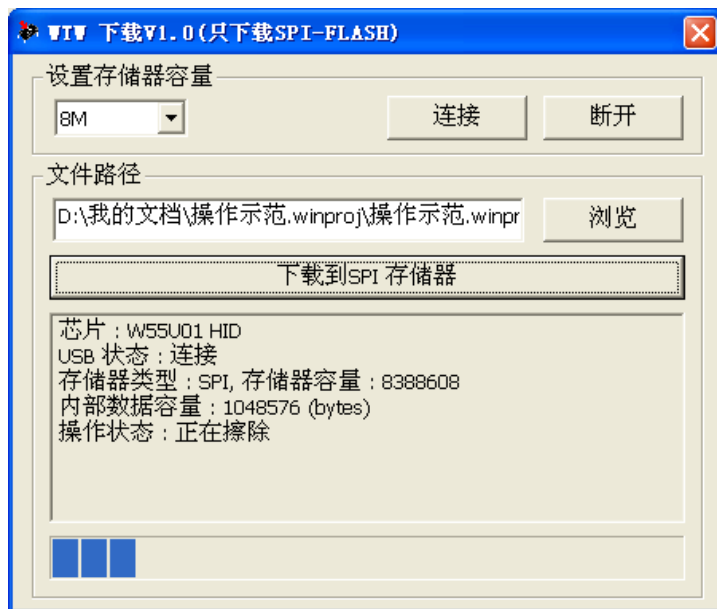 WTW 下载V1.0(只下载SPI-FLASH)
设置存储器容量
8M
连接
断开
文件路径
D:\我的文档\操作示范.winproj\操作示范.winpr
浏览
下载到SPI 存储器
芯片：W55U01 HID
USB 状态：连接
存储器类型：SPI, 存储器容量：8388608
内部数据容量：1048576 (bytes)
操作状态：正在擦除